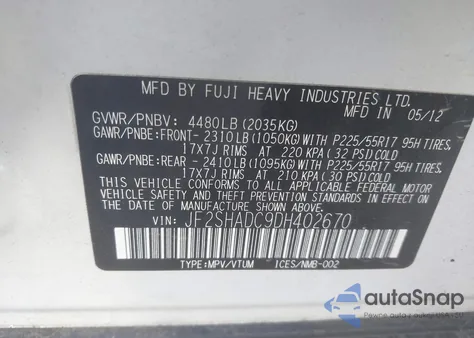 MFD BY FUJI HEAVY INDUSTRIES LTD.
MFD IN 05/12
GVWR/PNBV: 4480LB (2035KG)
GAWR/PNBE:FRONT-2310LB(1050KG)WITH P225/55R17 95H TIRES,
17X7J RIMS AT 220 KPA (32 PSI)COLD
GAWR/PNBE:REAR -2410LB(1095KG)WITH P225/55R17 95H TIRES,
17X7J RIMS AT 210 KPA (30 PSI)COLD
THIS VEHICLE CONFORMS TO ALL APPLICABLE U.S. FEDERAL MOTOR
VEHICLE SAFETY AND THEFT PREVENTION STANDARDS IN EFFECT ON THE
DATE OF MANUFACTURE SHOWN ABOVE.
VIN: JF2SHADC9DH402670
TYPE:MPV/VTUM ICES/NMB-002
autoSnap
Pewne auto z USA